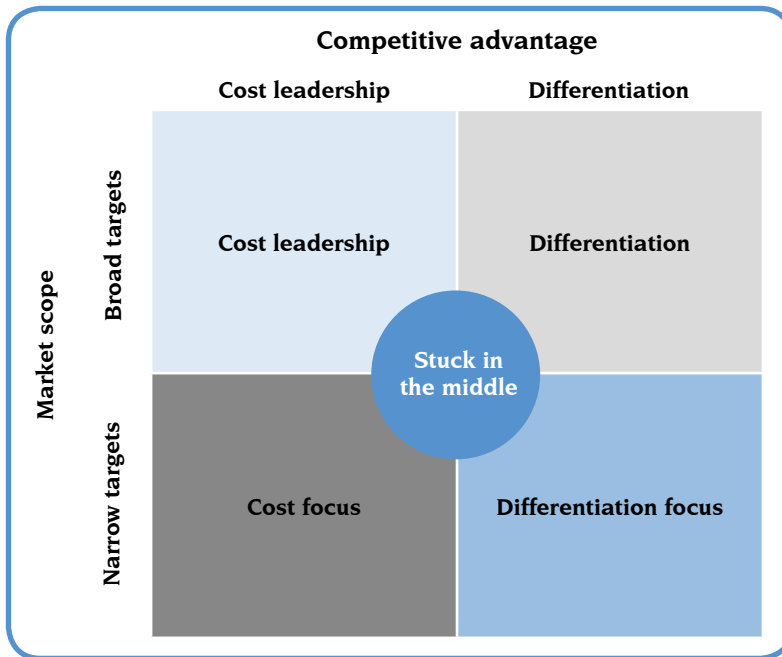 Competitive advantage
Cost leadership
Differentiation
Market scope
Broad targets
Cost leadership
Differentiation
Stuck in
the middle
Narrow targets
Cost focus
Differentiation focus